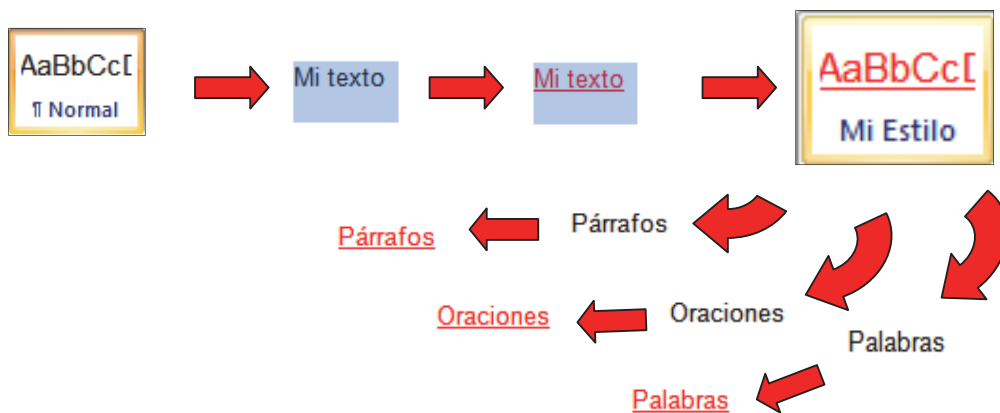 AaBbCc[
¶ Normal
Mi texto
Mi texto
AaBbCc[
Mi Estilo
Párrafos
Párrafos
Oraciones
Oraciones
Palabras
Palabras